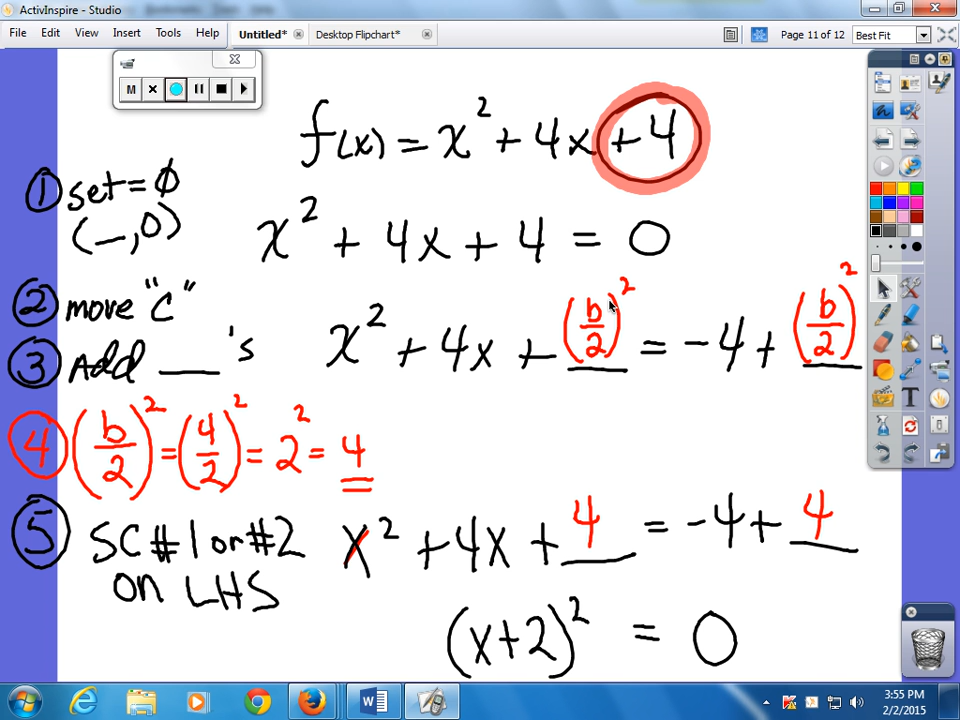 ActivInspire - Studio
File Edit View Insert Tools Help Untitled* Desktop Flipchart* Page 11 of 12 Best Fit
M
f(x) = x² + 4x + 4
① set = 0
(_, 0)
x² + 4x + 4 = 0
② move "C"
③ Add ___'s
x² + 4x + (b/2)² = -4 + (b/2)²
④ (b/2)² = (4/2)² = 2² = 4
⑤ SC #1 or #2
on LHS
x² + 4x + 4 = -4 + 4
(x+2)² = 0
T
W
3:55 PM
2/2/2015